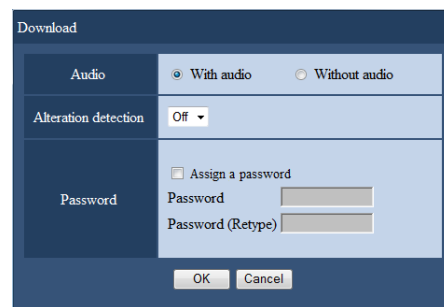 Download
Audio With audio Without audio
Alteration detection Off
Assign a password
Password Password
Password (Retype)
OK Cancel